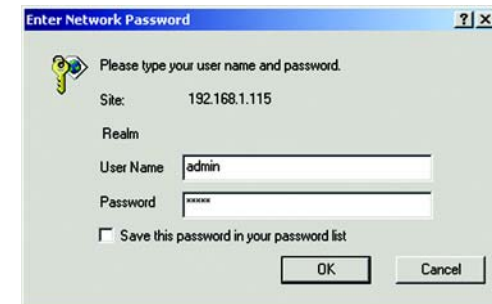 Enter Network Password
Please type your user name and password.
Site: 192.168.1.115
Realm
User Name admin
Password *****
Save this password in your password list
OK Cancel